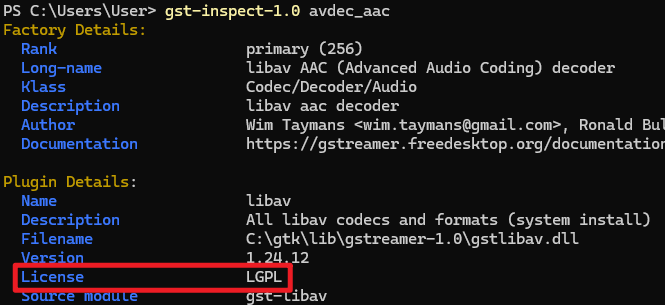 PS C:\Users\User> gst-inspect-1.0 avdec_aac
Factory Details:
Rank primary (256)
Long-name libav AAC (Advanced Audio Coding) decoder
Klass Codec/Decoder/Audio
Description libav aac decoder
Author Wim Taymans <wim.taymans@gmail.com>, Ronald Bul
Documentation https://gstreamer.freedesktop.org/documentation
Plugin Details:
Name libav
Description All libav codecs and formats (system install)
Filename C:\gtk\lib\gstreamer-1.0\gstlibav.dll
Version 1.24.12
License LGPL
Source module gst-libav